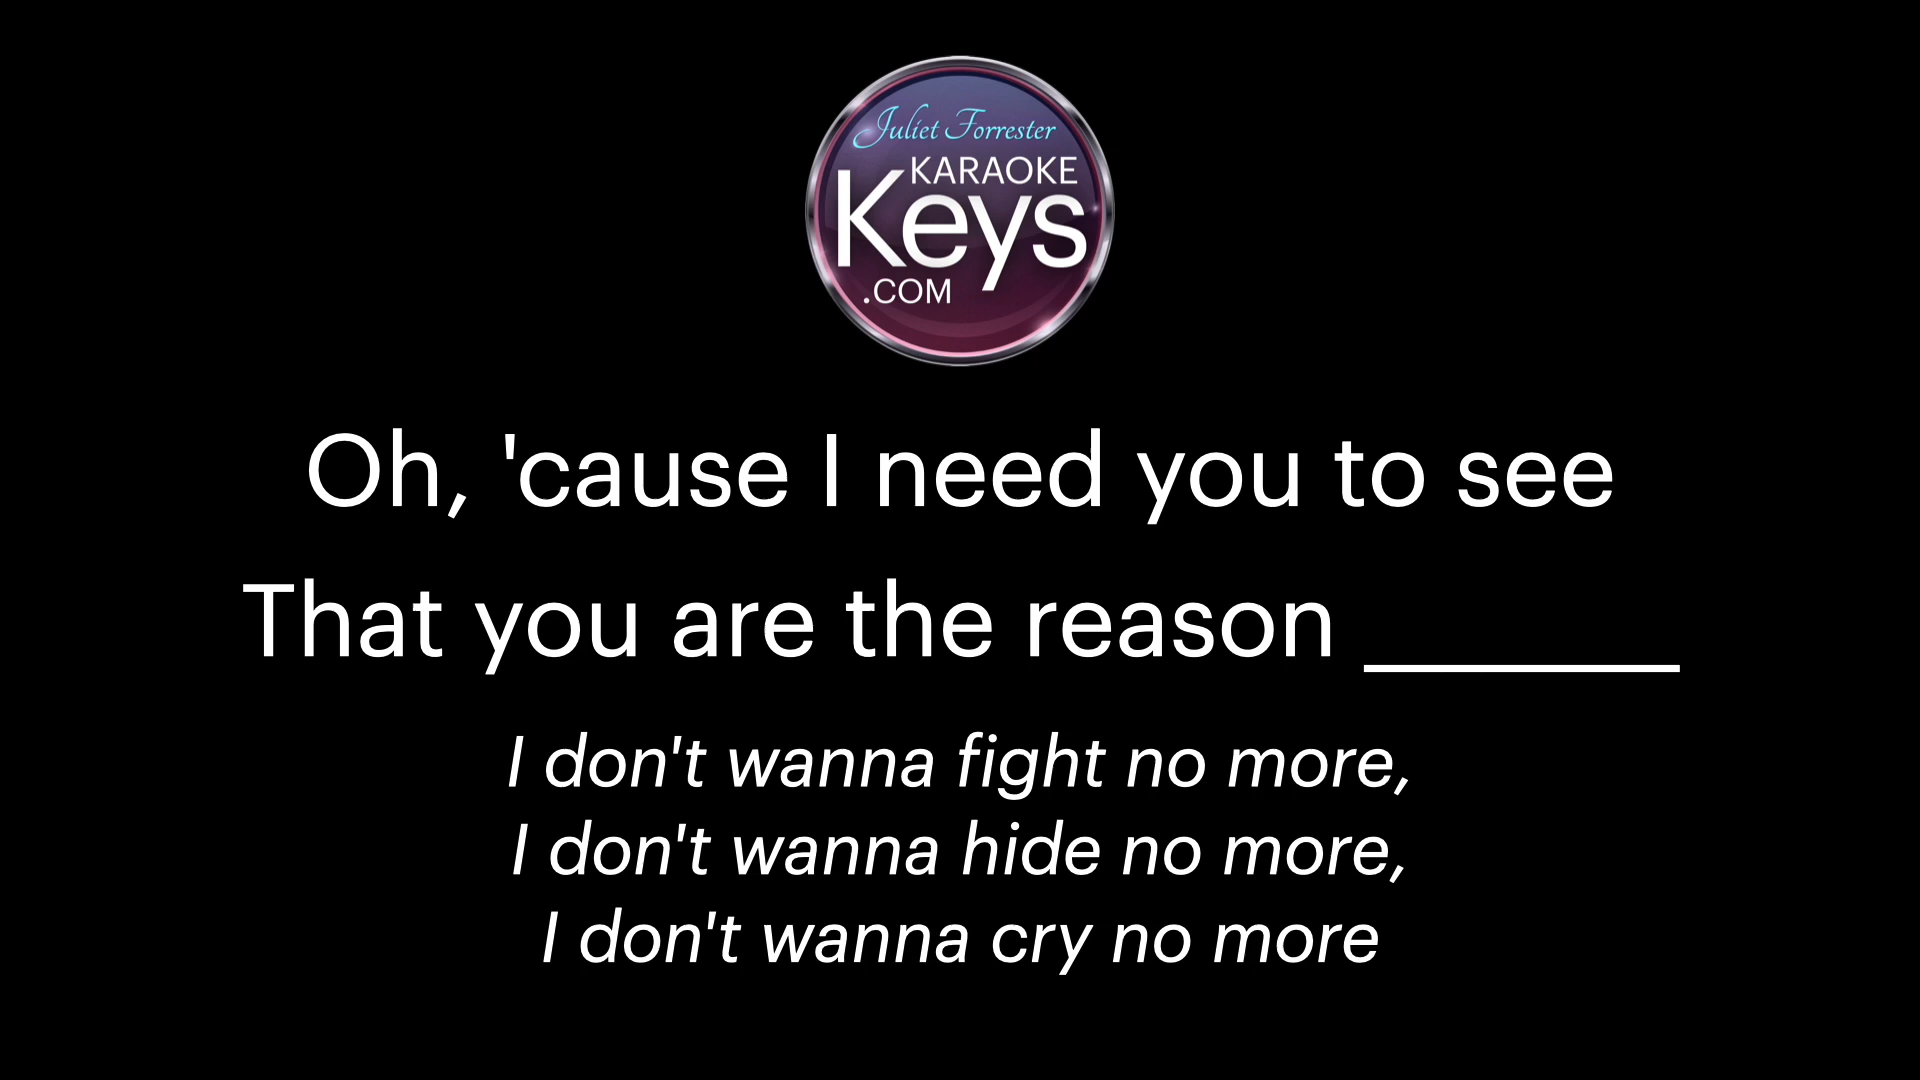 Juliet Forrester
KARAOKE
Keys
.COM
Oh, 'cause I need you to see
That you are the reason ______
I don't wanna fight no more,
I don't wanna hide no more,
I don't wanna cry no more